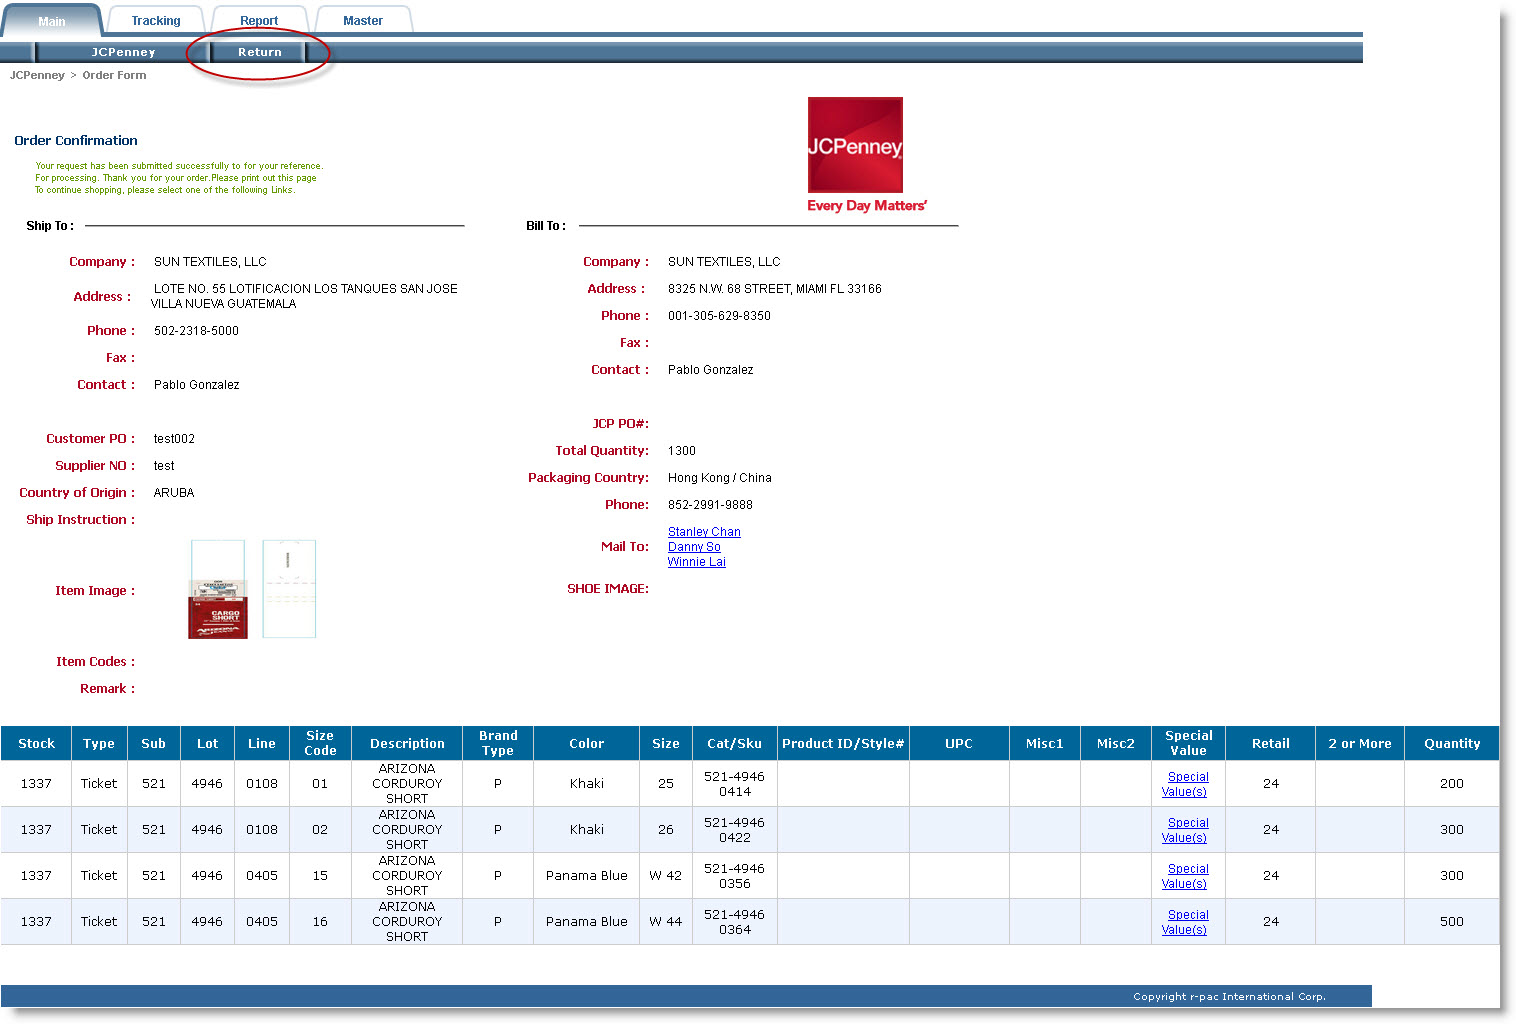 Main Tracking Report Master
JCPenney Return
JCPenney > Order Form
JCPenney
Every Day Matters'
Order Confirmation
Your request has been submitted successfully to for your reference.
For processing. Thank you for your order.Please print out this page
To continue shopping, please select one of the following Links.
Ship To :
Company : SUN TEXTILES, LLC
Address : LOTE NO. 55 LOTIFICACION LOS TANQUES SAN JOSE
VILLA NUEVA GUATEMALA
Phone : 502-2318-5000
Fax :
Contact : Pablo Gonzalez
Customer PO : test002
Supplier NO : test
Country of Origin : ARUBA
Ship Instruction :
Item Image :
CARGO
SHORT
ARIZONA
Item Codes :
Remark :
Bill To :
Company : SUN TEXTILES, LLC
Address : 8325 N.W. 68 STREET, MIAMI FL 33166
Phone : 001-305-629-8350
Fax :
Contact : Pablo Gonzalez
JCP PO#:
Total Quantity: 1300
Packaging Country: Hong Kong / China
Phone: 852-2991-9888
Mail To: Stanley Chan
Danny So
Winnie Lai
SHOE IMAGE:
Stock Type Sub Lot Line Size Code Description Brand Type Color Size Cat/Sku Product ID/Style# UPC Misc1 Misc2 Special Value Retail 2 or More Quantity
1337 Ticket 521 4946 0108 01 ARIZONA CORDUROY SHORT P Khaki 25 521-4946 0414 Special Value(s) 24 200
1337 Ticket 521 4946 0108 02 ARIZONA CORDUROY SHORT P Khaki 26 521-4946 0422 Special Value(s) 24 300
1337 Ticket 521 4946 0405 15 ARIZONA CORDUROY SHORT P Panama Blue W 42 521-4946 0356 Special Value(s) 24 300
1337 Ticket 521 4946 0405 16 ARIZONA CORDUROY SHORT P Panama Blue W 44 521-4946 0364 Special Value(s) 24 500
Copyright r-pac International Corp.